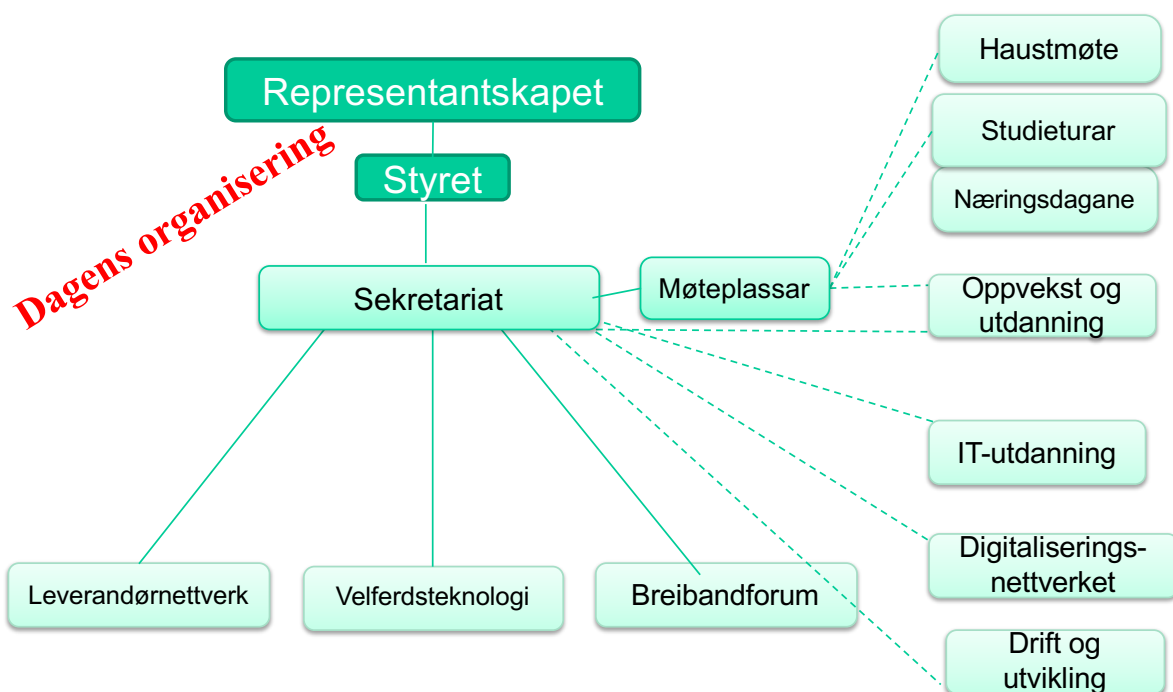 Dagens organisering
Representantskapet
Styret
Sekretariat
Møteplassar
Haustmøte
Studieturar
Næringsdagane
Oppvekst og
utdanning
IT-utdanning
Digitaliserings-
nettverket
Drift og
utvikling
Leverandørnettverk
Velferdsteknologi
Breibandforum